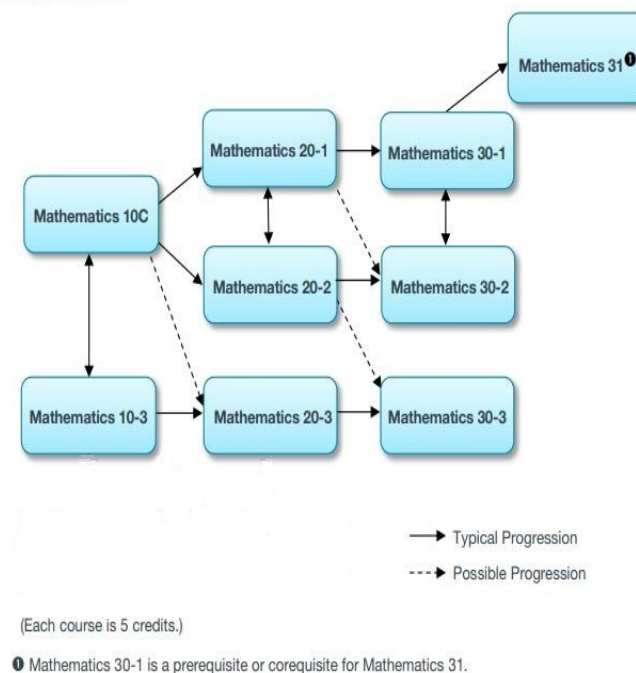 Mathematics 31❶
Mathematics 20-1
Mathematics 30-1
Mathematics 10C
Mathematics 20-2
Mathematics 30-2
Mathematics 10-3
Mathematics 20-3
Mathematics 30-3
Typical Progression
Possible Progression
(Each course is 5 credits.)
❶ Mathematics 30-1 is a prerequisite or corequisite for Mathematics 31.